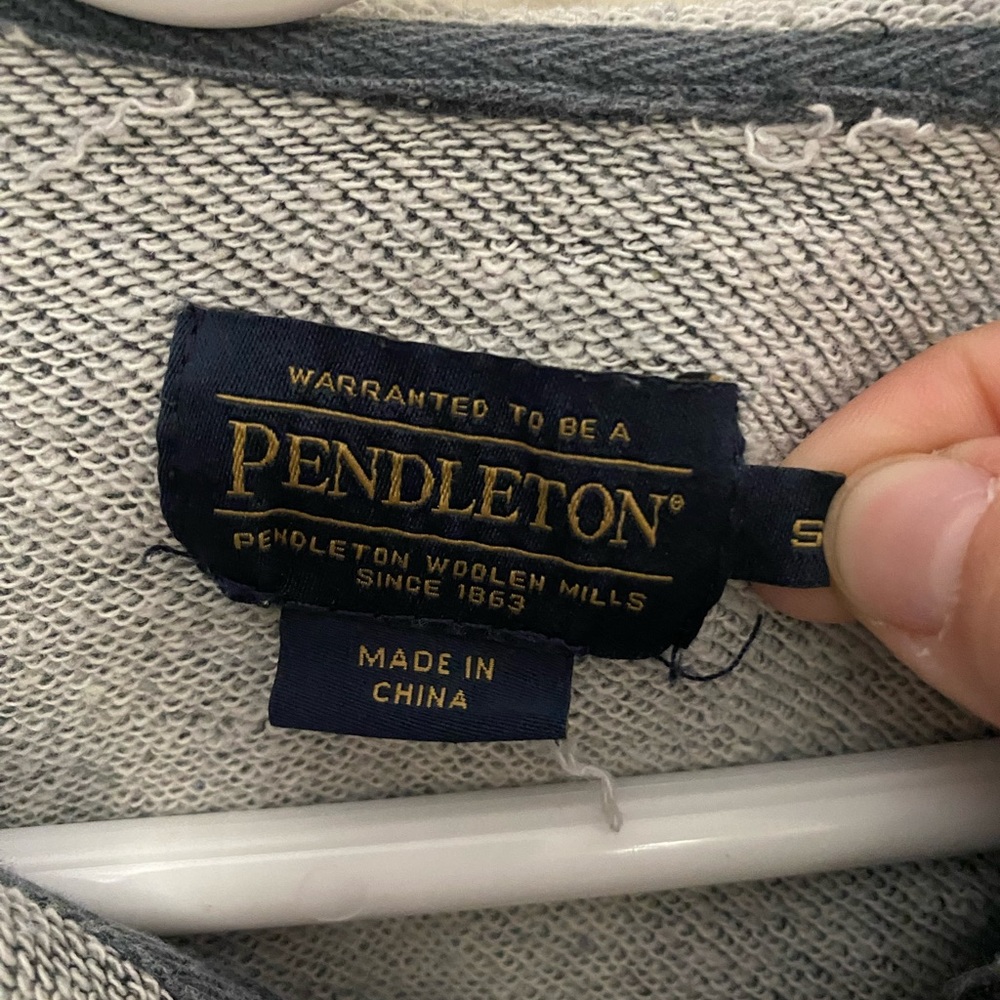 WARRANTED TO BE A
PENDLETON®
PENDLETON WOOLEN MILLS
SINCE 1863
S
MADE IN
CHINA